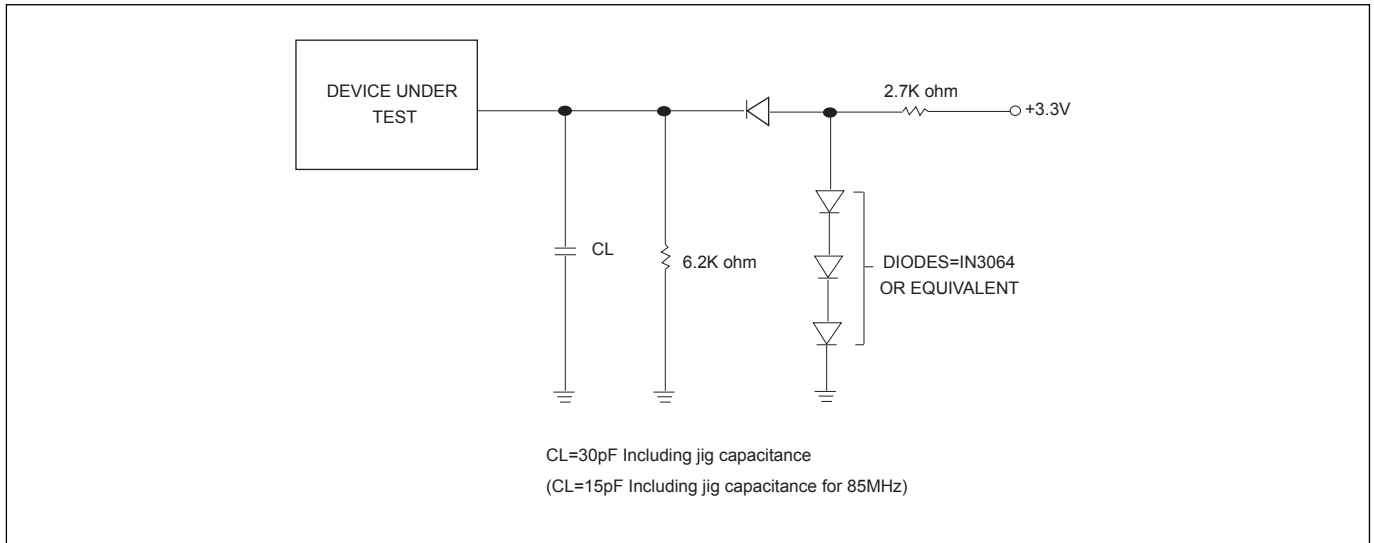 DEVICE UNDER
TEST
2.7K ohm
+3.3V
CL
6.2K ohm
DIODES=IN3064
OR EQUIVALENT
CL=30pF Including jig capacitance
(CL=15pF Including jig capacitance for 85MHz)